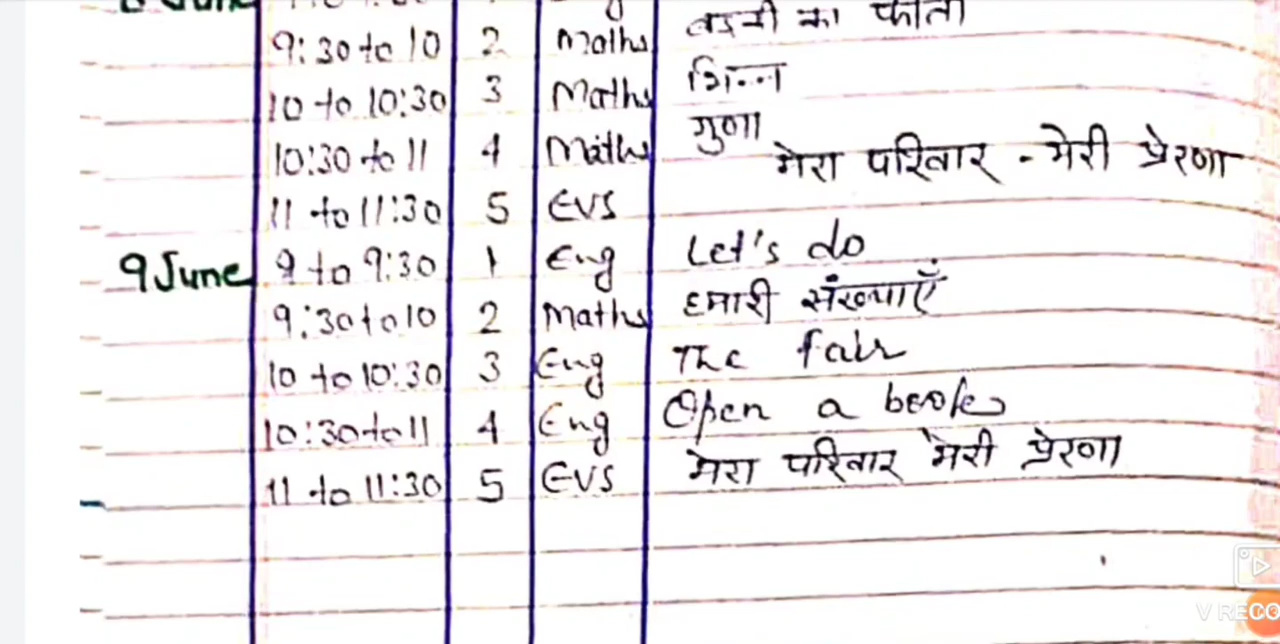 9:30 to 10 2 Maths का फीता
10 to 10:30 3 Maths भिन्न
10:30 to 11 4 Maths गुणा
11 to 11:30 5 EVS मेरा परिवार - मेरी प्रेरणा
9 June 9 to 9:30 1 Eng Let's do
9:30 to 10 2 Maths हमारी संख्याएँ
10 to 10:30 3 Eng The fair
10:30 to 11 4 Eng Open a book
11 to 11:30 5 EVS मेरा परिवार मेरी प्रेरणा
V RECO